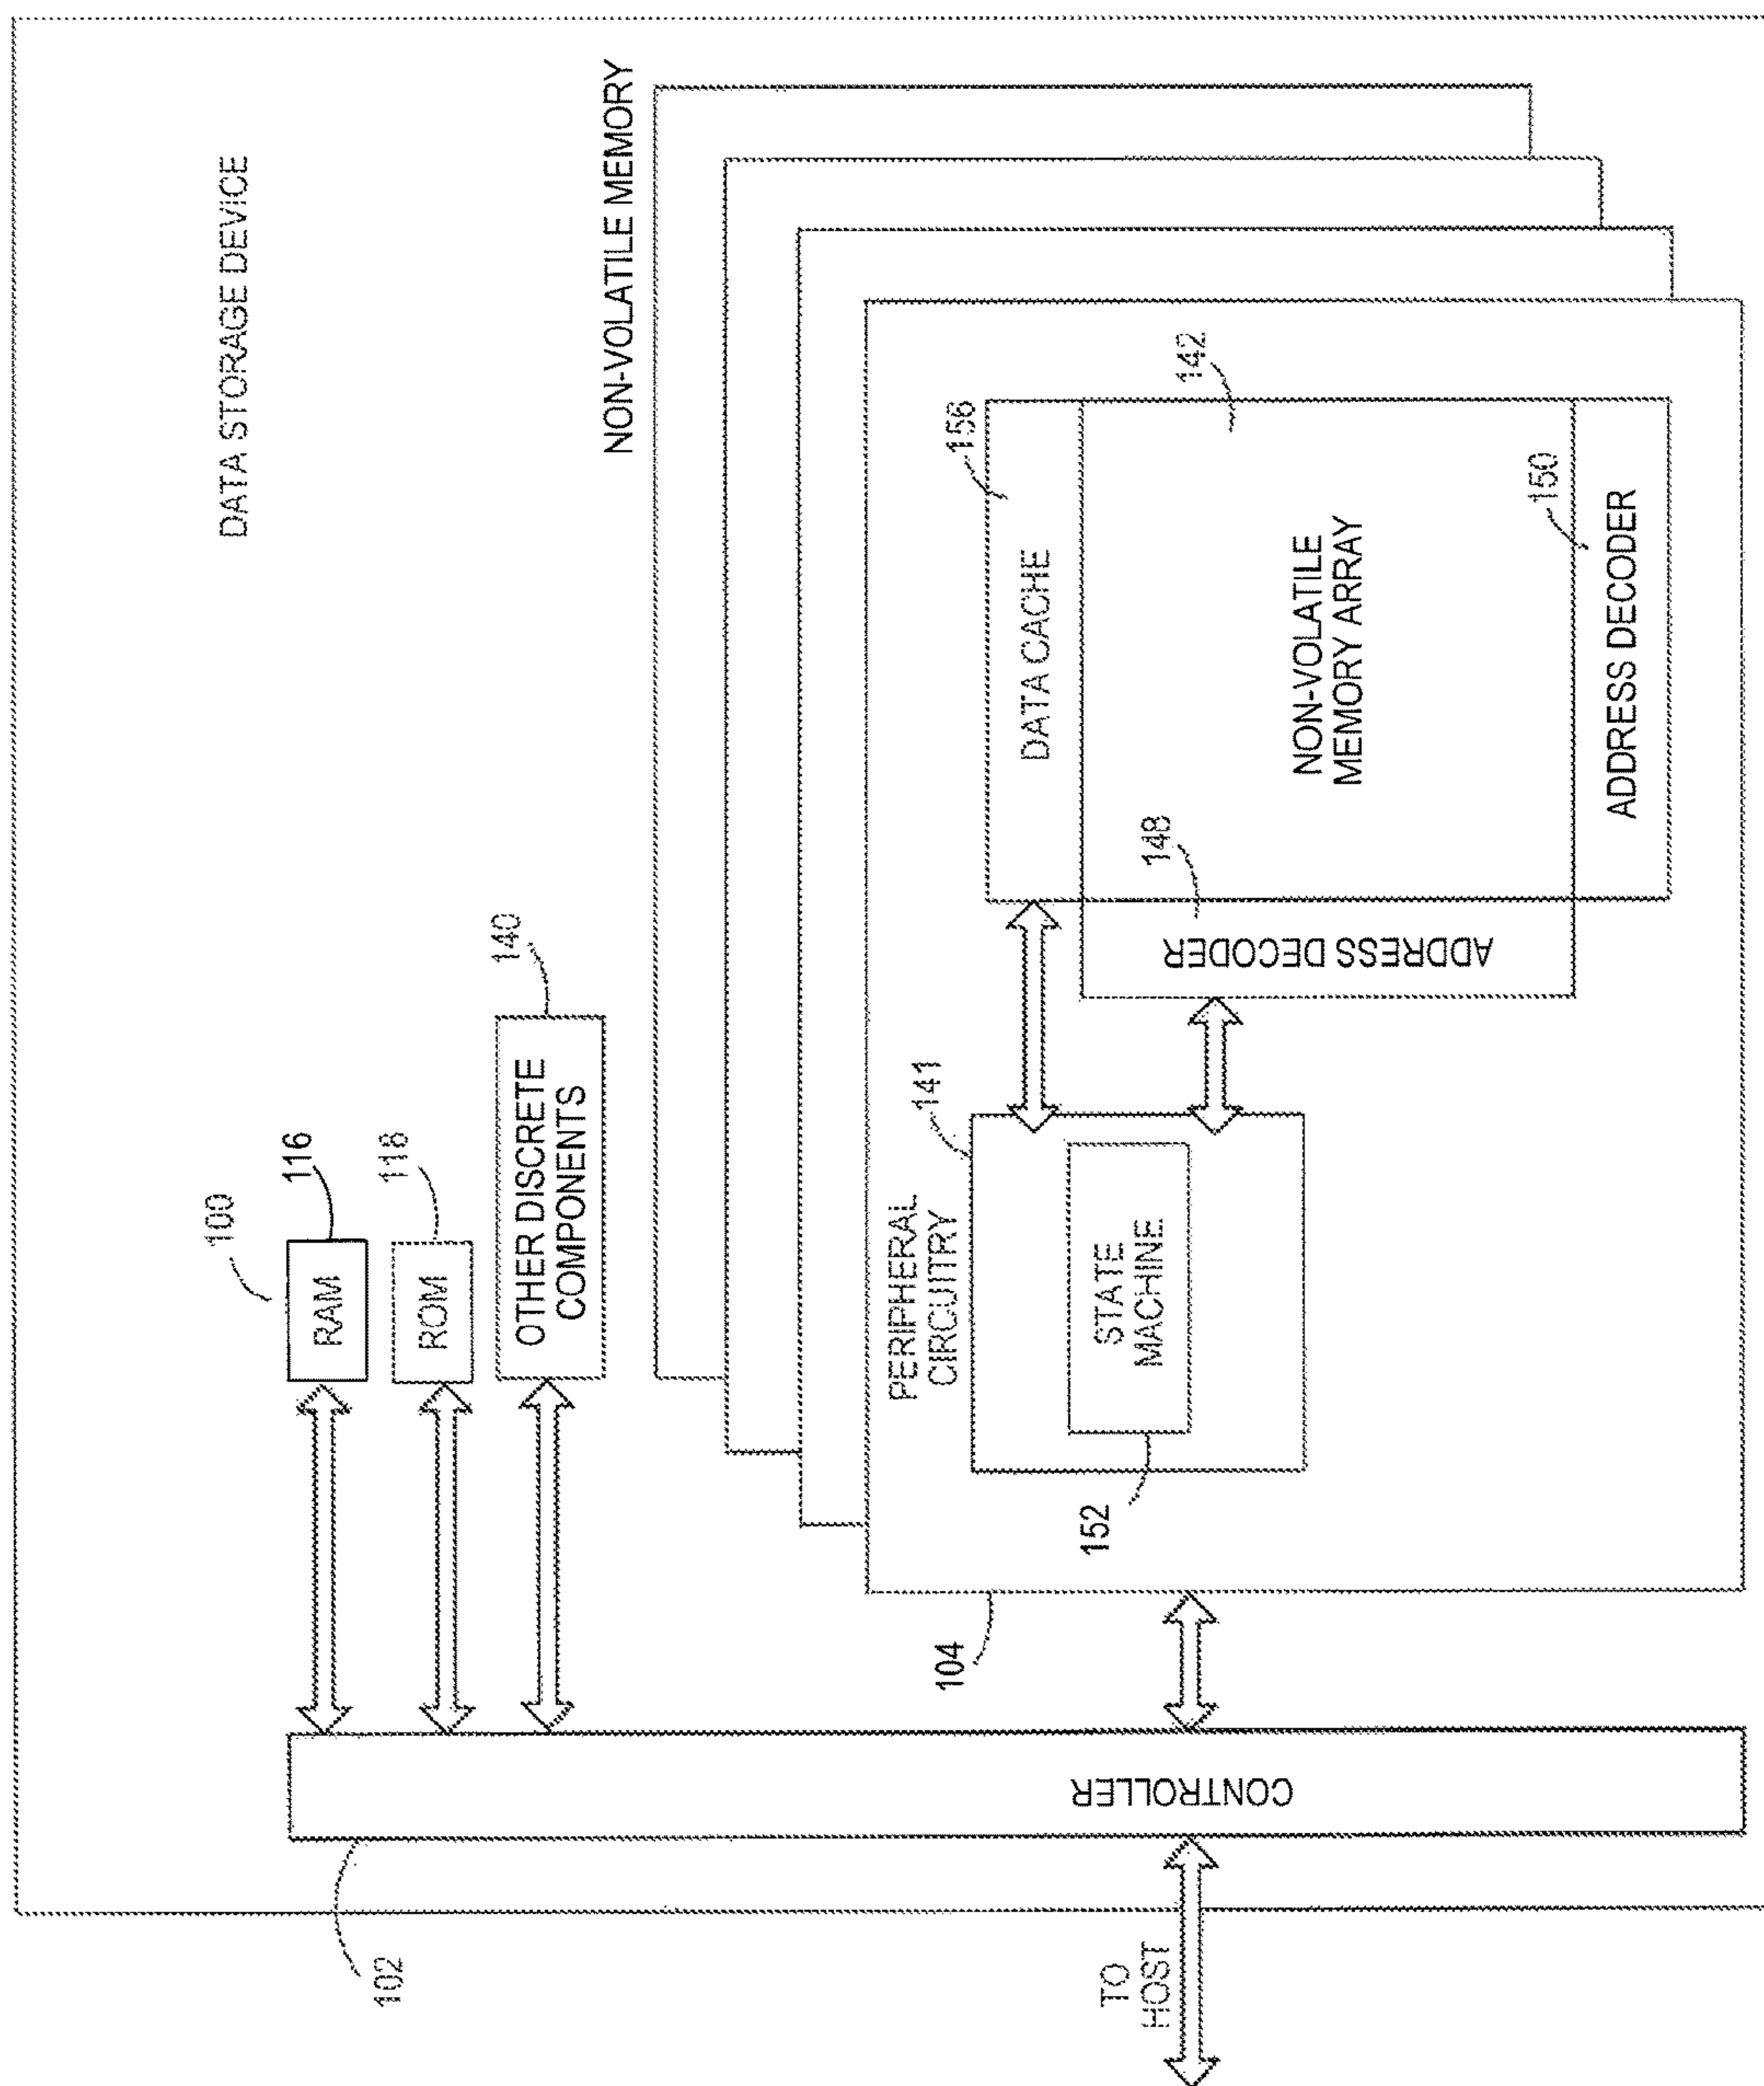 DATA STORAGE DEVICE
100
RAM
116
ROM
118
OTHER DISCRETE
COMPONENTS
140
NON-VOLATILE MEMORY
102
CONTROLLER
TO
HOST
104
PERIPHERAL
CIRCUITRY
141
STATE
MACHINE
152
DATA CACHE
156
ADDRESS DECODER
148
NON-VOLATILE
MEMORY ARRAY
142
ADDRESS DECODER
150